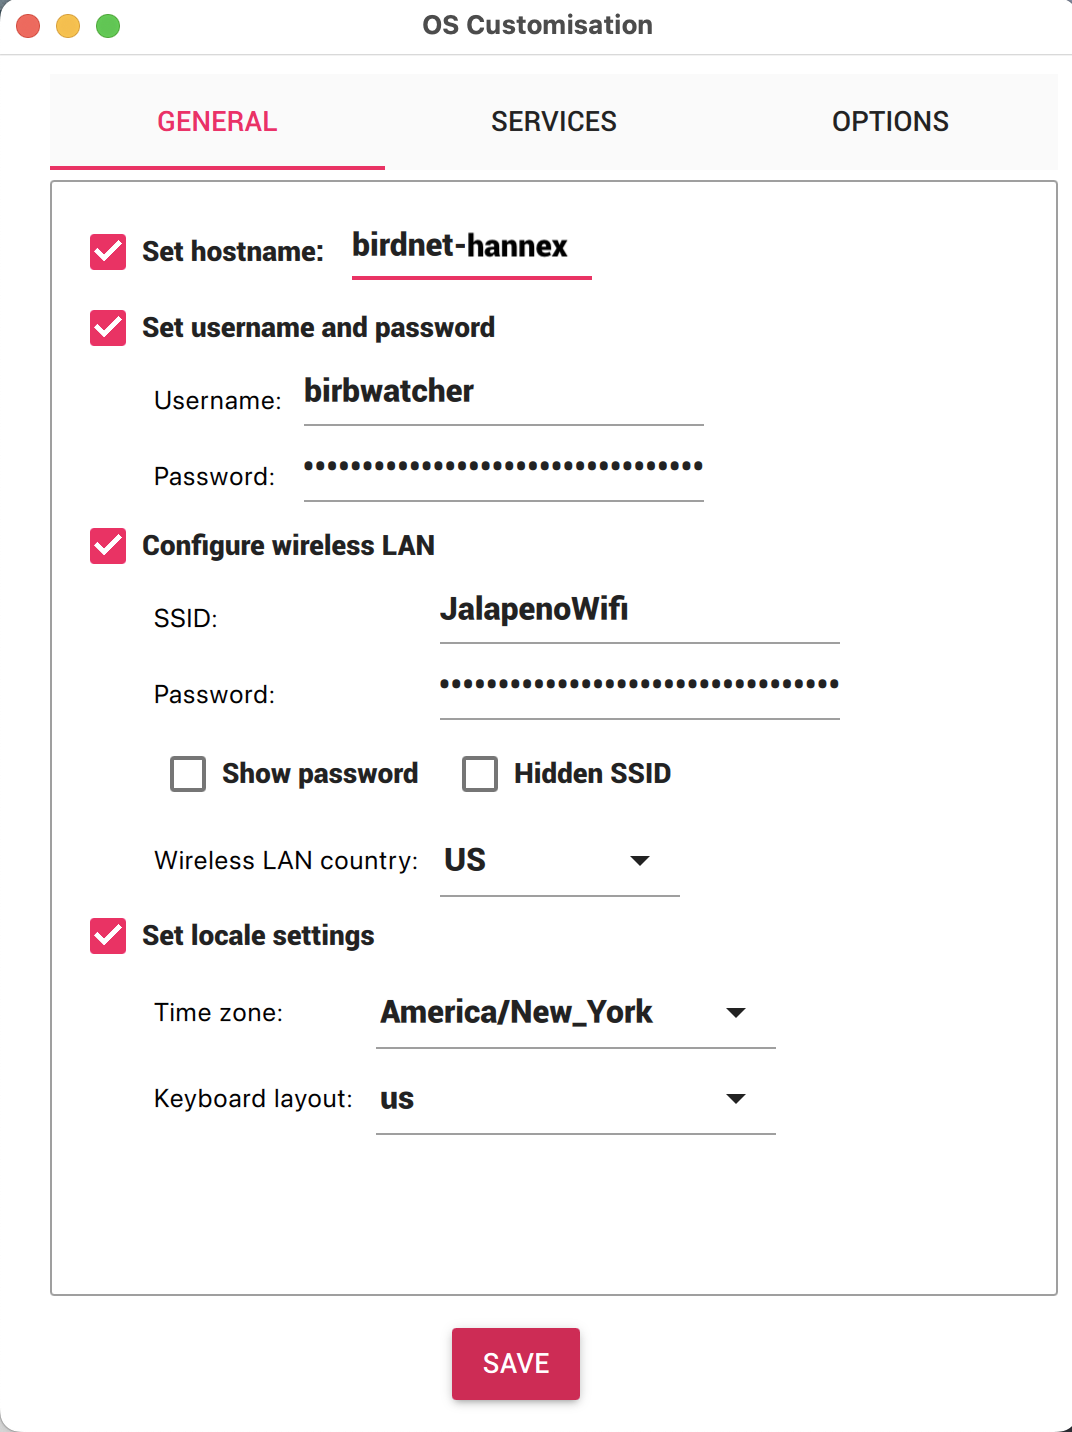 OS Customisation
GENERAL SERVICES OPTIONS
Set hostname: birdnet-hannex
Set username and password
Username: birbwatcher
Password: ••••••••••••••••••••••••••••••••••
Configure wireless LAN
SSID: JalapenoWifi
Password: ••••••••••••••••••••••••••••••••••
Show password Hidden SSID
Wireless LAN country: US
Set locale settings
Time zone: America/New_York
Keyboard layout: us
SAVE